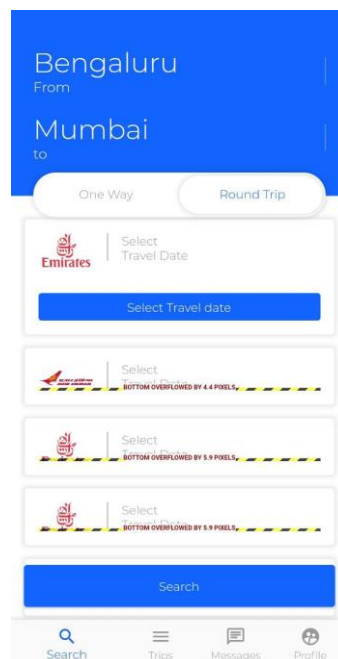 Bengaluru
From
Mumbai
to
One Way
Round Trip
Emirates
Select
Travel Date
Select Travel date
Select
BOTTOM OVERFLOWED BY 4.4 PIXELS
Select
BOTTOM OVERFLOWED BY 5.9 PIXELS
Select
BOTTOM OVERFLOWED BY 5.9 PIXELS
Search
Search
Trips
Messages
Profile